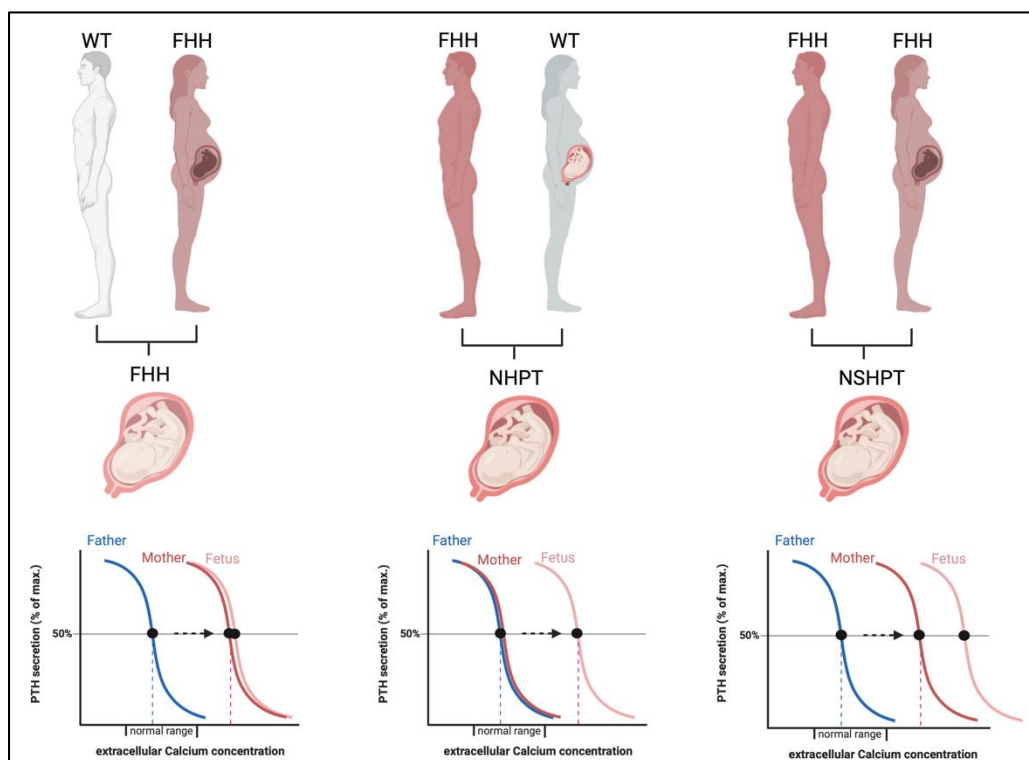 WT FHH
FHH WT
FHH FHH
FHH
NHPT
NSHPT
Father
Mother
Fetus
50%
PTH secretion (% of max.)
normal range
extracellular Calcium concentration
Father
Mother
Fetus
50%
PTH secretion (% of max.)
normal range
extracellular Calcium concentration
Father
Mother
Fetus
50%
PTH secretion (% of max.)
normal range
extracellular Calcium concentration